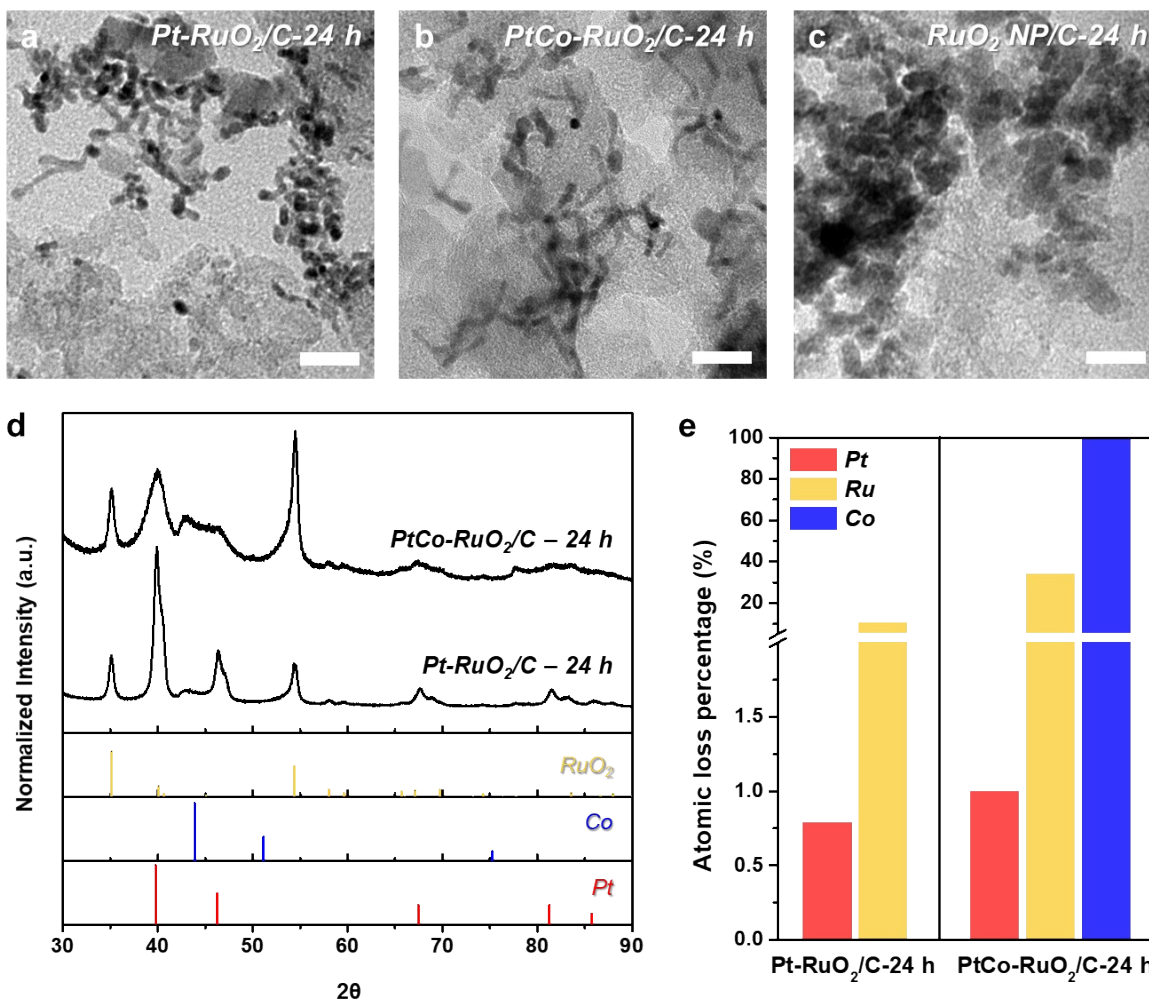 a Pt-RuO₂/C-24 h
b PtCo-RuO₂/C-24 h
c RuO₂ NP/C-24 h
d
Normalized Intensity (a.u.)
PtCo-RuO₂/C – 24 h
Pt-RuO₂/C – 24 h
RuO₂
Co
Pt
30 40 50 60 70 80 90
2θ
e
Atomic loss percentage (%)
100
80
60
40
20
1.5
1.0
0.5
0.0
Pt
Ru
Co
Pt-RuO₂/C-24 h PtCo-RuO₂/C-24 h